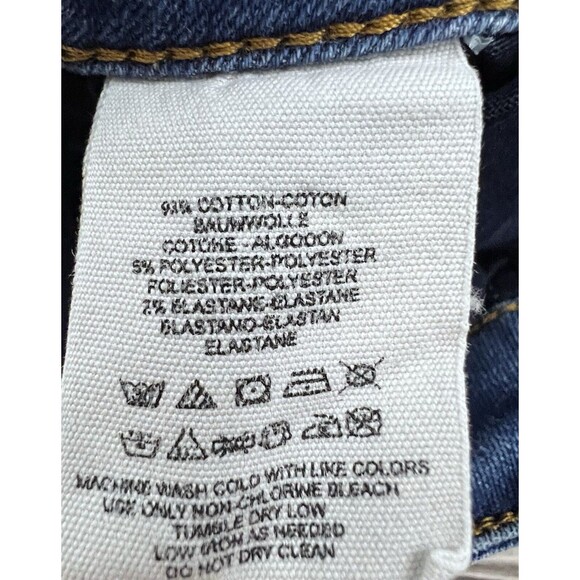 93% COTTON-COTON
BAUMWOLLE
COTONE - ALGODON
5% POLYESTER-POLYESTER
POLIESTER-POLYESTER
2% ELASTANE-ELASTANE
ELASTANO-ELASTAN
ELASTANE
MACHINE WASH COLD WITH LIKE COLORS
USE ONLY NON-CHLORINE BLEACH
TUMBLE DRY LOW
LOW IRON AS NEEDED
DO NOT DRY CLEAN